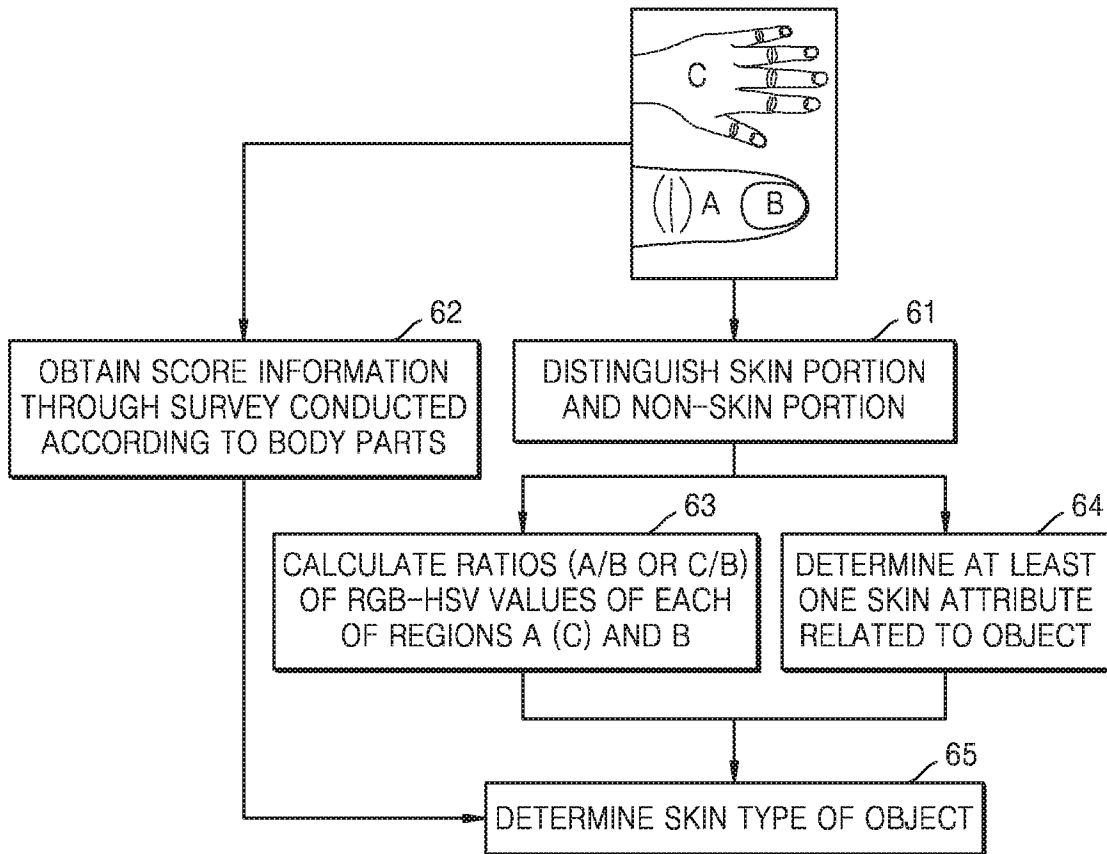 C
A
B
62
61
OBTAIN SCORE INFORMATION
THROUGH SURVEY CONDUCTED
ACCORDING TO BODY PARTS
DISTINGUISH SKIN PORTION
AND NON-SKIN PORTION
63
64
CALCULATE RATIOS (A/B OR C/B)
OF RGB-HSV VALUES OF EACH
OF REGIONS A (C) AND B
DETERMINE AT LEAST
ONE SKIN ATTRIBUTE
RELATED TO OBJECT
65
DETERMINE SKIN TYPE OF OBJECT